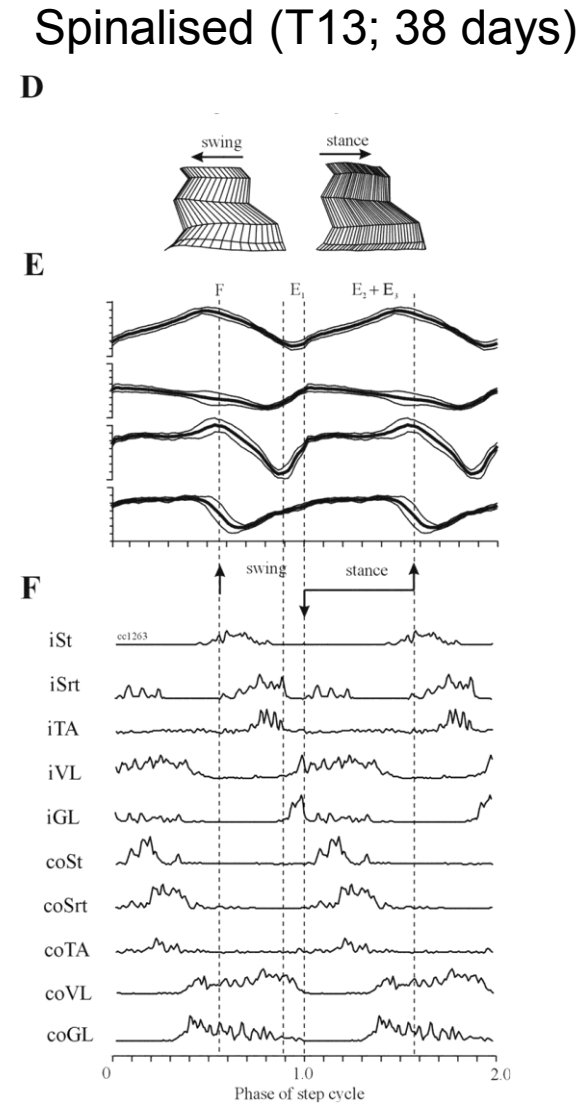 Spinalised (T13; 38 days)
D
swing stance
E
F E₁ E₂ + E₃
swing stance
F
iSt cc1263
iSrt
iTA
iVL
iGL
coSt
coSrt
coTA
coVL
coGL
0 1.0 2.0
Phase of step cycle